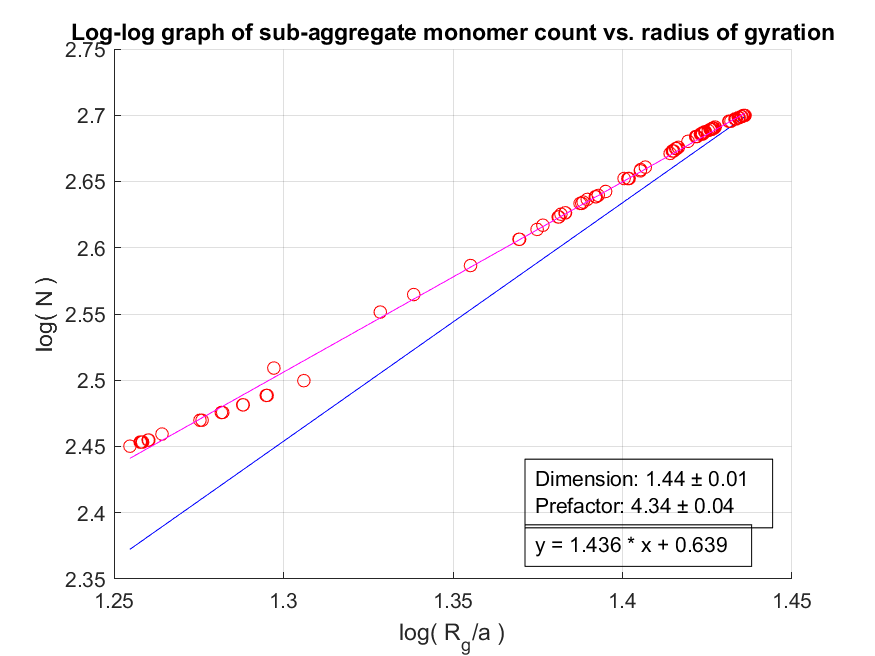 Log-log graph of sub-aggregate monomer count vs. radius of gyration
2.75
2.7
2.65
2.6
2.55
2.5
2.45
2.4
2.35
log( N )
Dimension: 1.44 ± 0.01
Prefactor: 4.34 ± 0.04
y = 1.436 * x + 0.639
1.25 1.3 1.35 1.4 1.45
log( Rg/a )